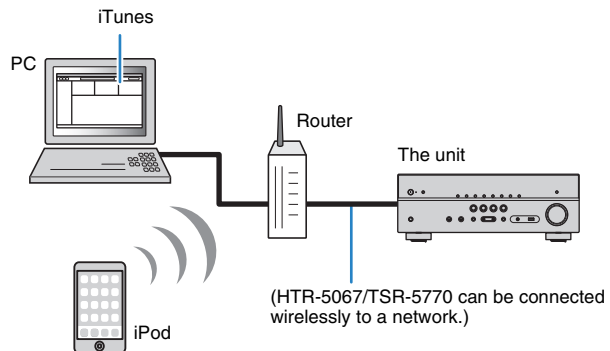 iTunes
PC
Router
The unit
(HTR-5067/TSR-5770 can be connected
wirelessly to a network.)
iPod